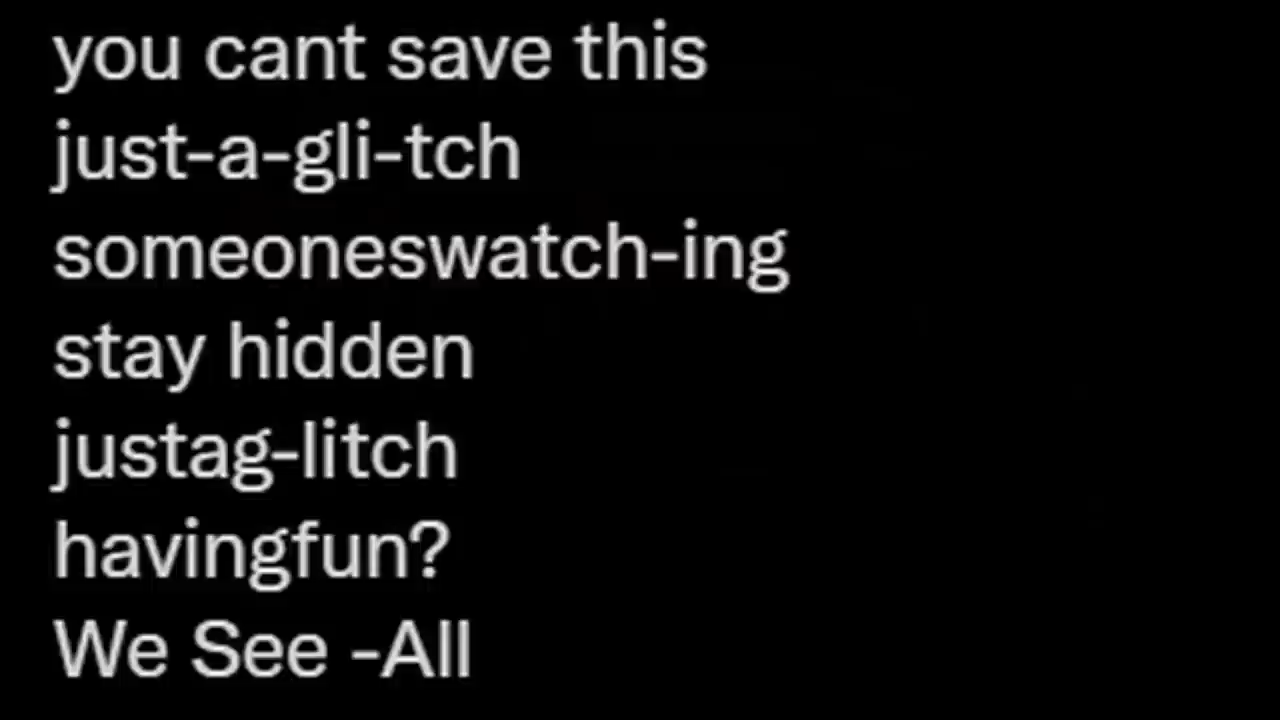 you cant save this
just-a-gli-tch
someoneswatch-ing
stay hidden
justag-litch
havingfun?
We See -All